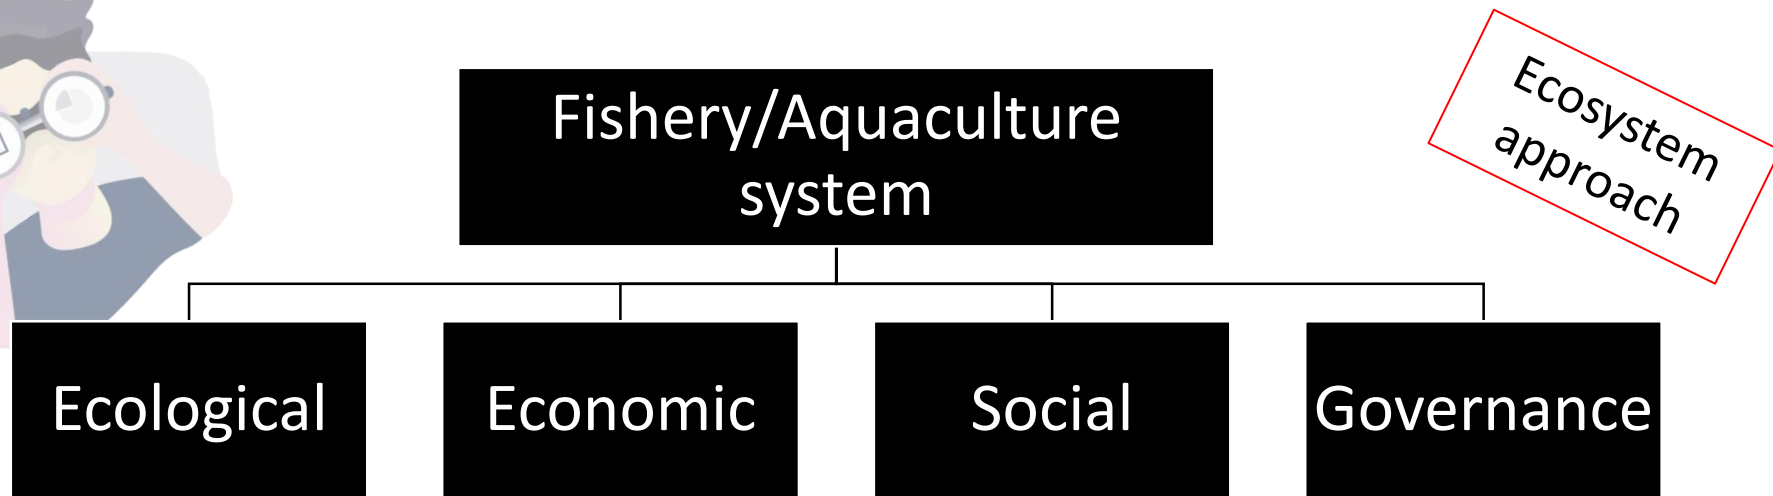 Fishery/Aquaculture
system
Ecosystem
approach
Ecological
Economic
Social
Governance